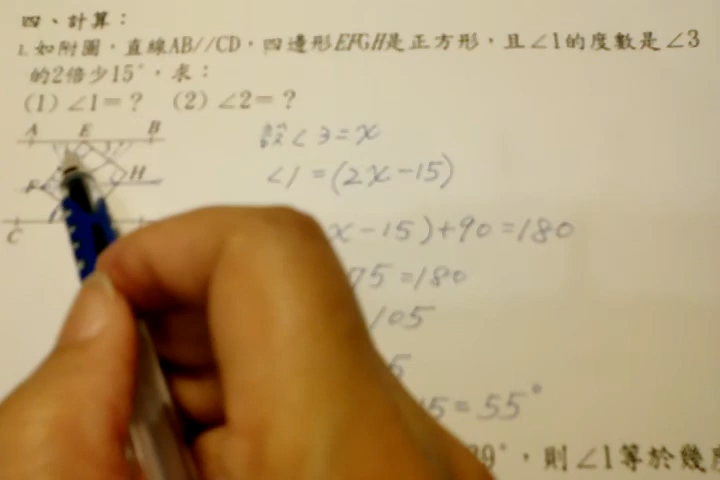 四、計算：
1. 如附圖，直線AB//CD，四邊形EFGH是正方形，且∠1的度數是∠3
的2倍少15°，求：
(1) ∠1=？ (2) ∠2=？
A E B
設∠3=x
∠1=(2x-15)
H
F
x-15)+90=180
C
75=180
105
5
15=55°
39°，則∠1等於幾度